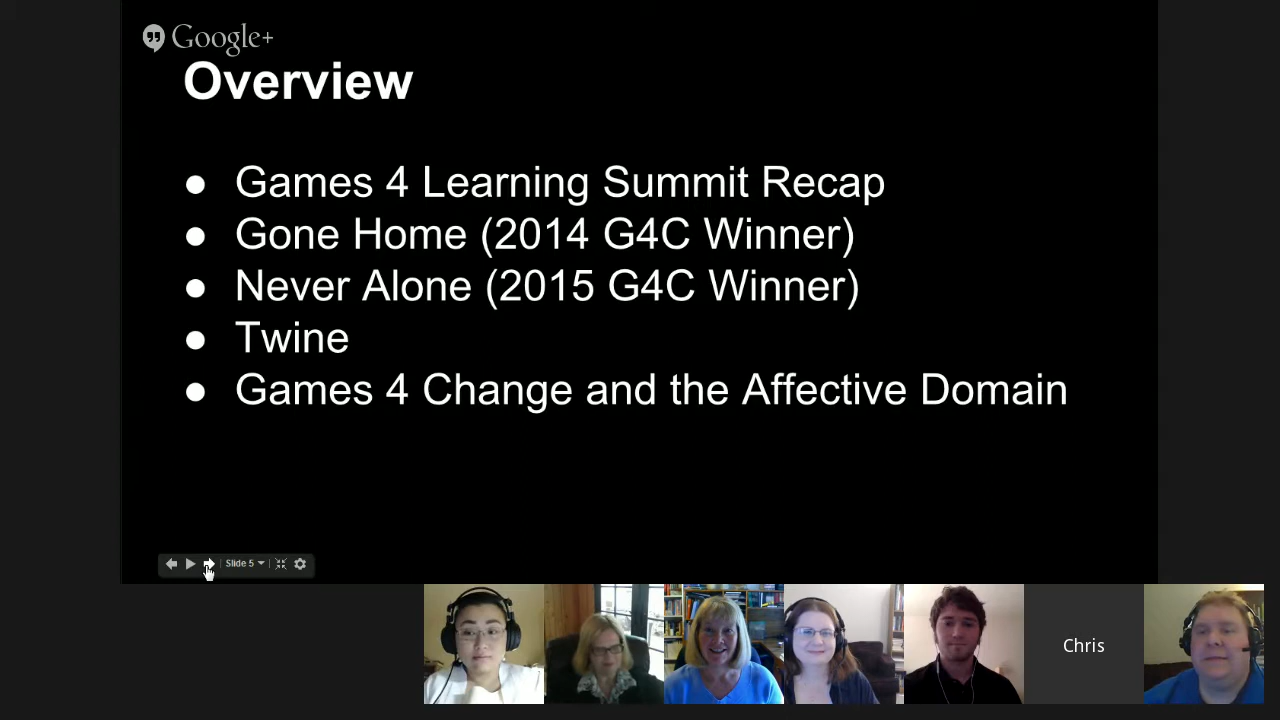 Google+
Overview
● Games 4 Learning Summit Recap
● Gone Home (2014 G4C Winner)
● Never Alone (2015 G4C Winner)
● Twine
● Games 4 Change and the Affective Domain
Slide 5
Chris